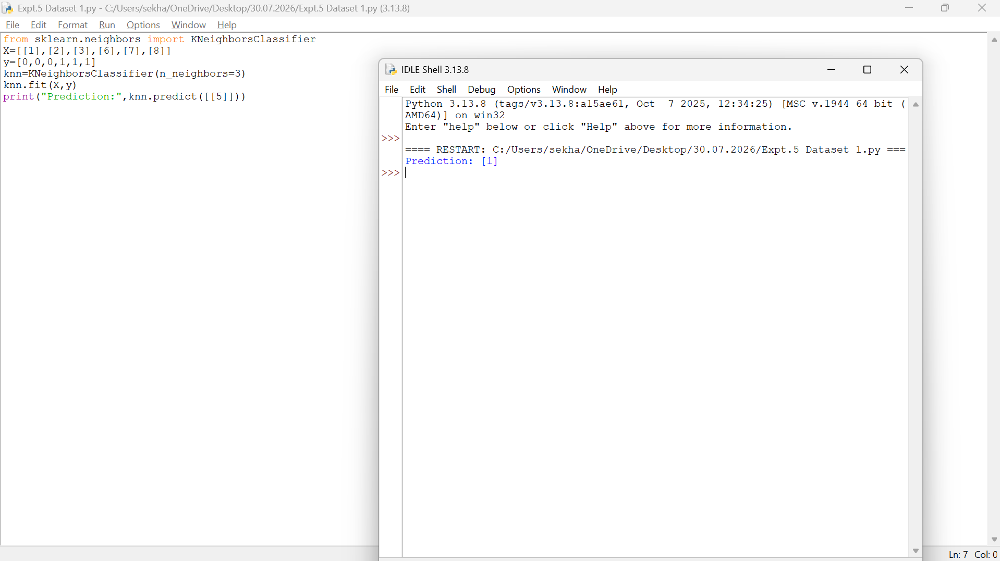 Expt.5 Dataset 1.py - C:/Users/sekha/OneDrive/Desktop/30.07.2026/Expt.5 Dataset 1.py (3.13.8)
File Edit Format Run Options Window Help
from sklearn.neighbors import KNeighborsClassifier
X=[[1],[2],[3],[6],[7],[8]]
y=[0,0,0,1,1,1]
knn=KNeighborsClassifier(n_neighbors=3)
knn.fit(X,y)
print("Prediction:",knn.predict([[5]]))
IDLE Shell 3.13.8
File Edit Shell Debug Options Window Help
Python 3.13.8 (tags/v3.13.8:a15ae61, Oct  7 2025, 12:34:25) [MSC v.1944 64 bit (
AMD64)] on win32
Enter "help" below or click "Help" above for more information.
>>>
==== RESTART: C:/Users/sekha/OneDrive/Desktop/30.07.2026/Expt.5 Dataset 1.py ===
Prediction: [1]
>>>
Ln: 7 Col: 0